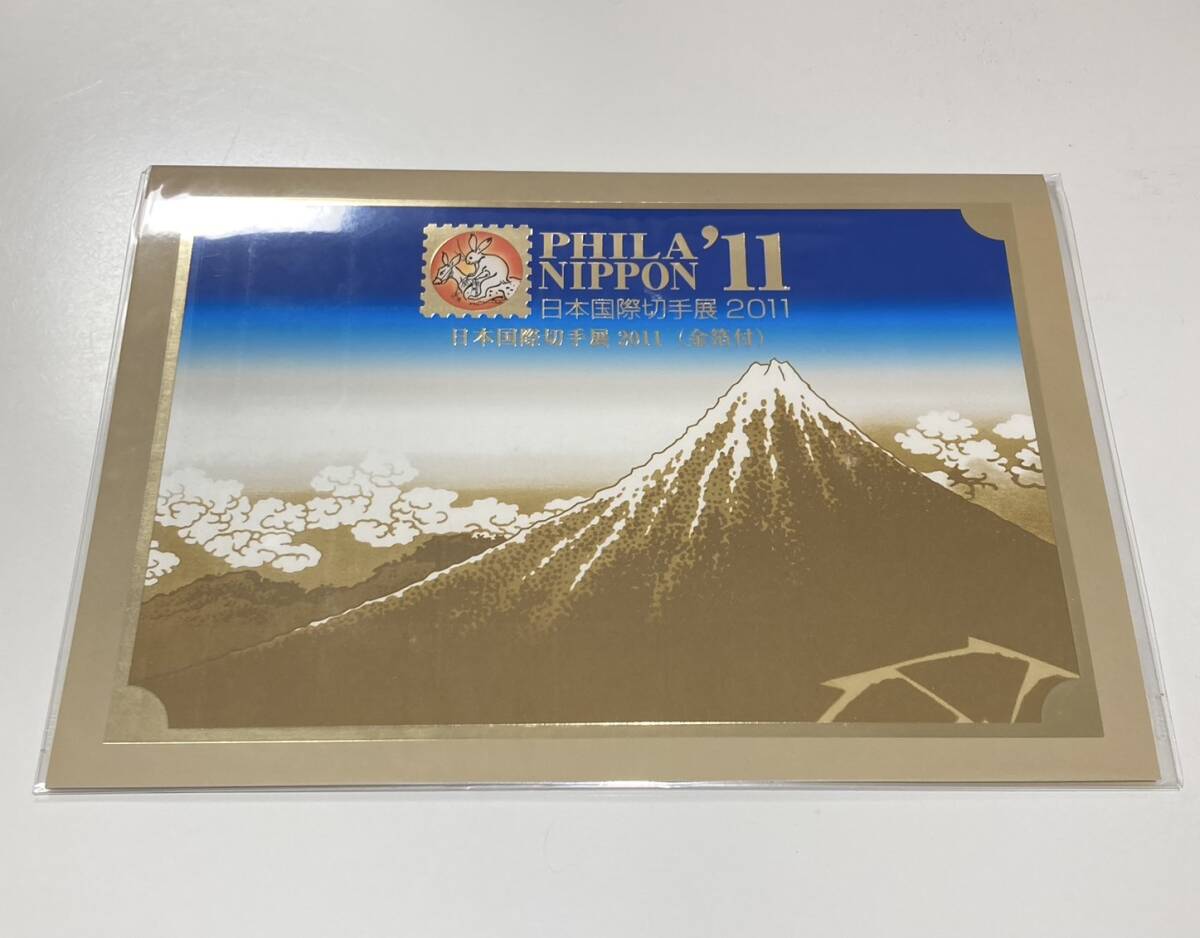 PHILA
NIPPON '11
日本国際切手展 2011
日本国際切手展 2011 (金箔付)